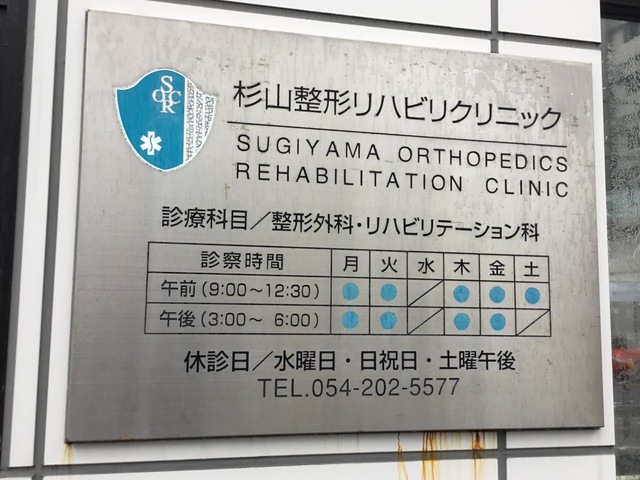 SOCR
杉山整形リハビリクリニック
SUGIYAMA ORTHOPEDICS
REHABILITATION CLINIC
診療科目／整形外科・リハビリテーション科
診察時間 月 火 水 木 金 土
午前(9:00～12:30) ● ● ／ ● ● ●
午後(3:00～ 6:00) ● ● ／ ● ● ／
休診日／水曜日・日祝日・土曜午後
TEL.054-202-5577